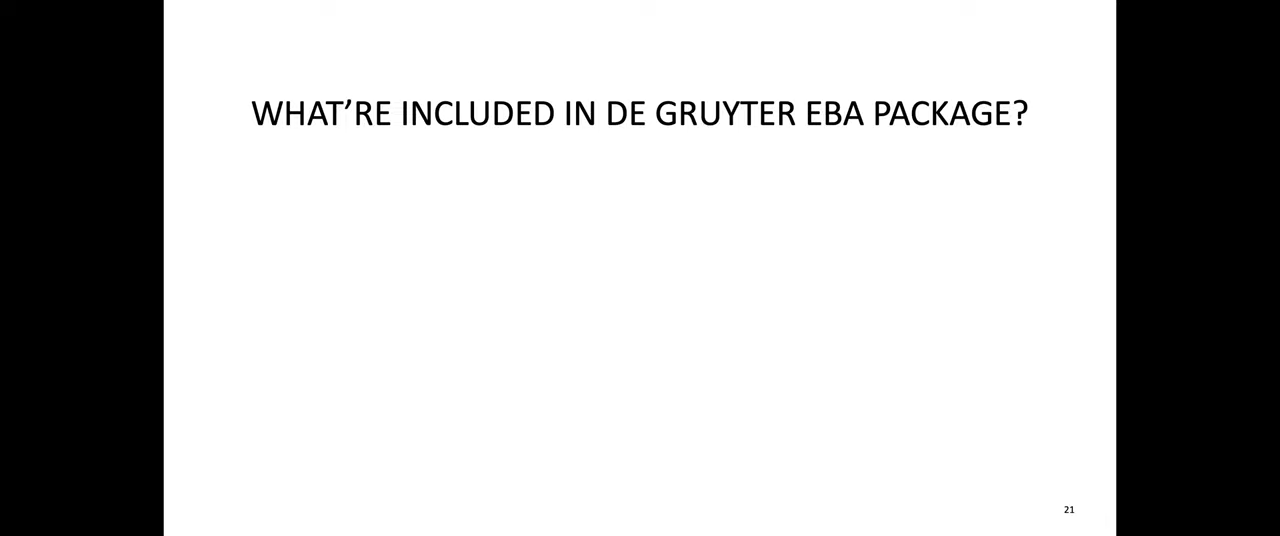 WHAT’RE INCLUDED IN DE GRUYTER EBA PACKAGE?
21